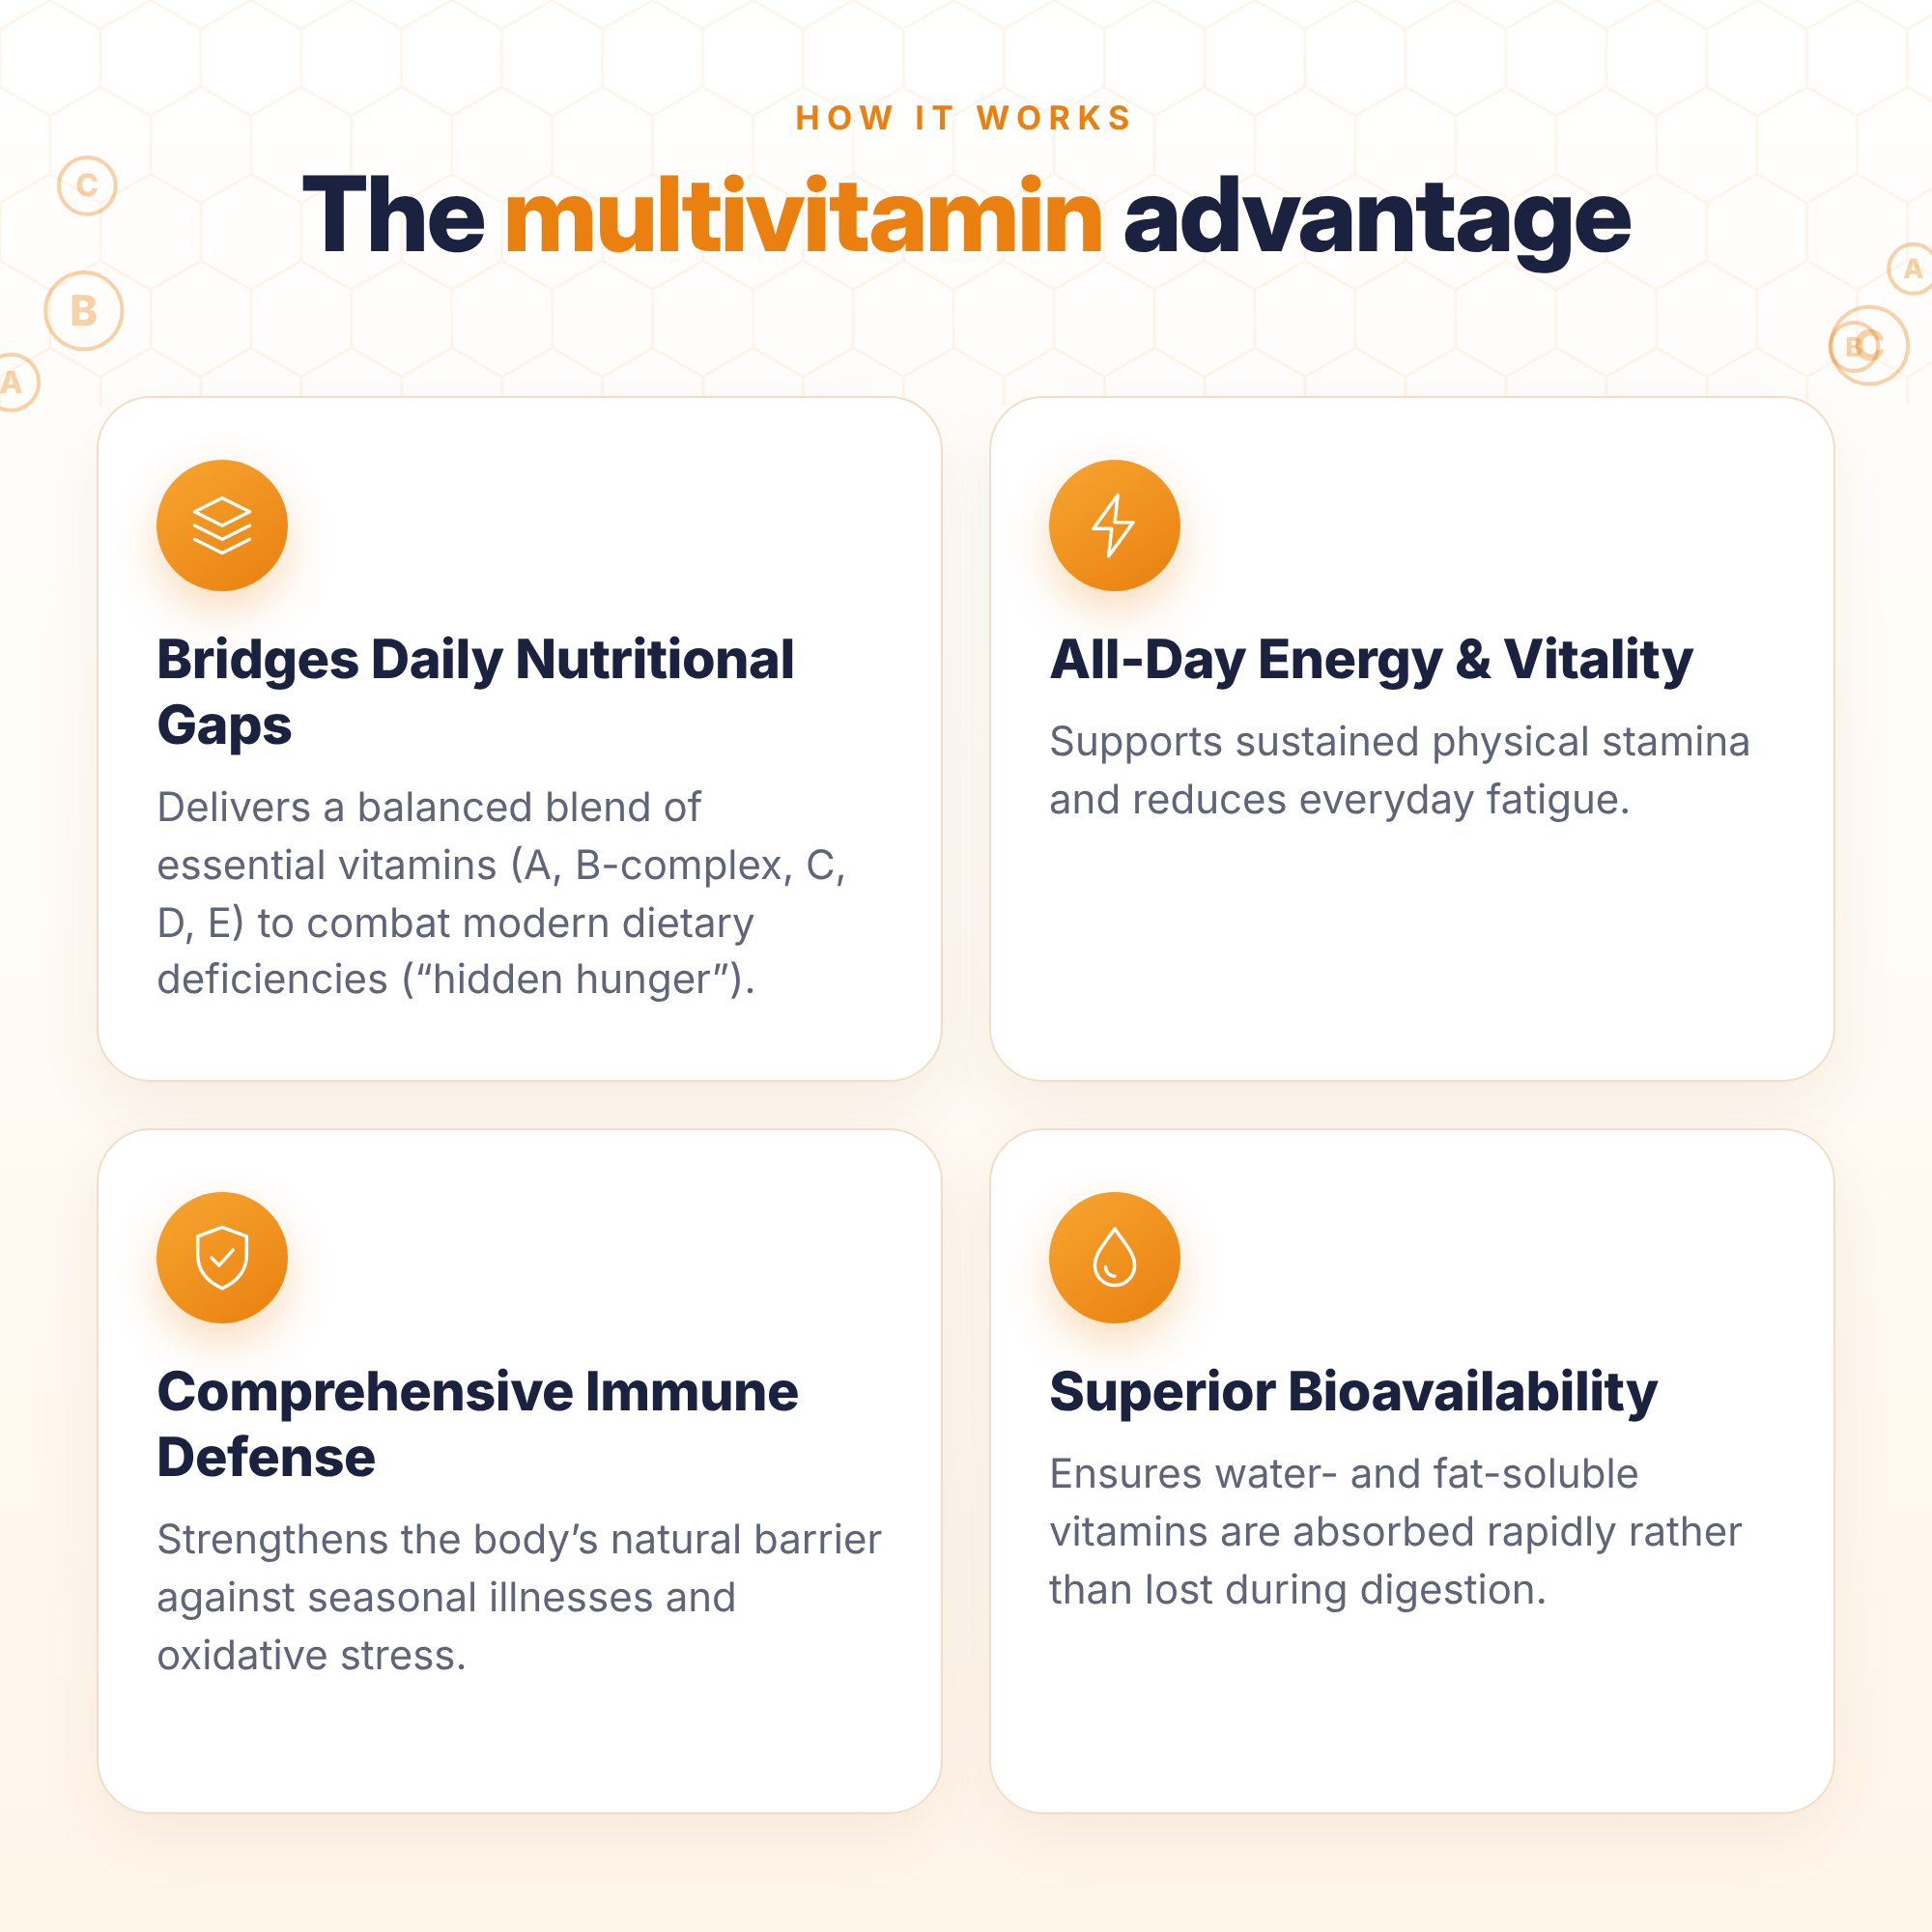 HOW IT WORKS
The multivitamin advantage
C
B
A
A
B
C
Bridges Daily Nutritional
Gaps
Delivers a balanced blend of
essential vitamins (A, B-complex, C,
D, E) to combat modern dietary
deficiencies (“hidden hunger”).
All-Day Energy & Vitality
Supports sustained physical stamina
and reduces everyday fatigue.
Comprehensive Immune
Defense
Strengthens the body’s natural barrier
against seasonal illnesses and
oxidative stress.
Superior Bioavailability
Ensures water- and fat-soluble
vitamins are absorbed rapidly rather
than lost during digestion.